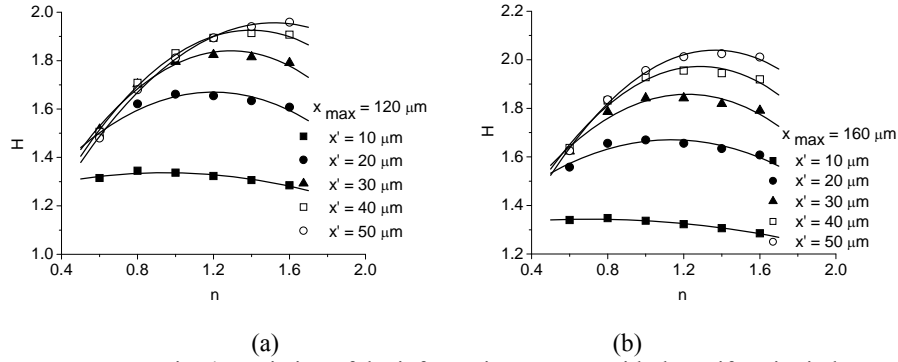 2.0
1.8
1.6
1.4
1.2
1.0
H
0.4 0.8 1.2 1.6 2.0
n
x max = 120 μm
x' = 10 μm
x' = 20 μm
x' = 30 μm
x' = 40 μm
x' = 50 μm
(a)
2.2
2.0
1.8
1.6
1.4
1.2
H
0.4 0.8 1.2 1.6 2.0
n
x max = 160 μm
x' = 10 μm
x' = 20 μm
x' = 30 μm
x' = 40 μm
x' = 50 μm
(b)